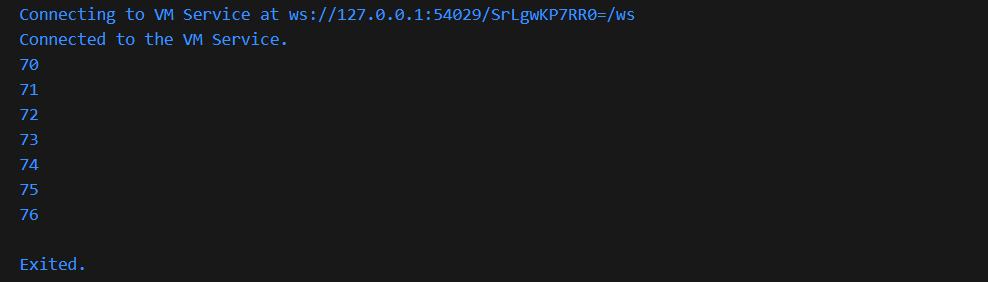 Connecting to VM Service at ws://127.0.0.1:54029/SrLgwKP7RR0=/ws
Connected to the VM Service.
70
71
72
73
74
75
76
Exited.